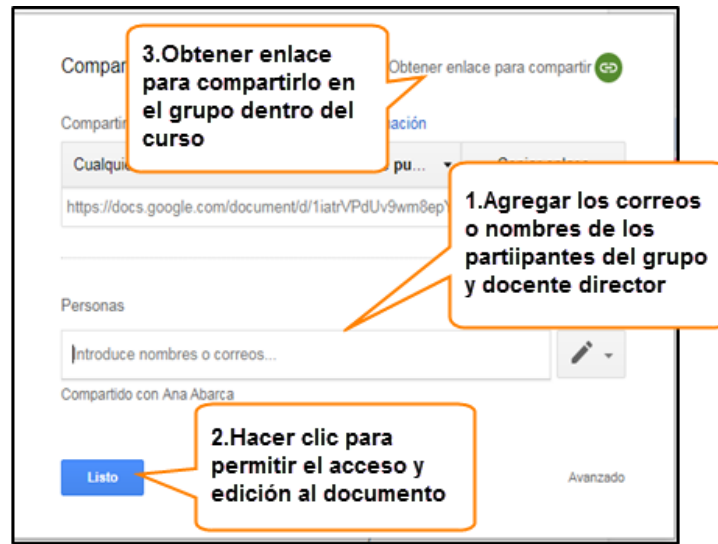 Compar
3.Obtener enlace
para compartirlo en
el grupo dentro del
curso
Obtener enlace para compartir
Compartir
ación
Cualqui
pu...
https://docs.google.com/document/d/1iatrVPdUv9wm8ep
1.Agregar los correos
o nombres de los
partiipantes del grupo
y docente director
Personas
Introduce nombres o correos...
Compartido con Ana Abarca
2.Hacer clic para
permitir el acceso y
edición al documento
Listo
Avanzado